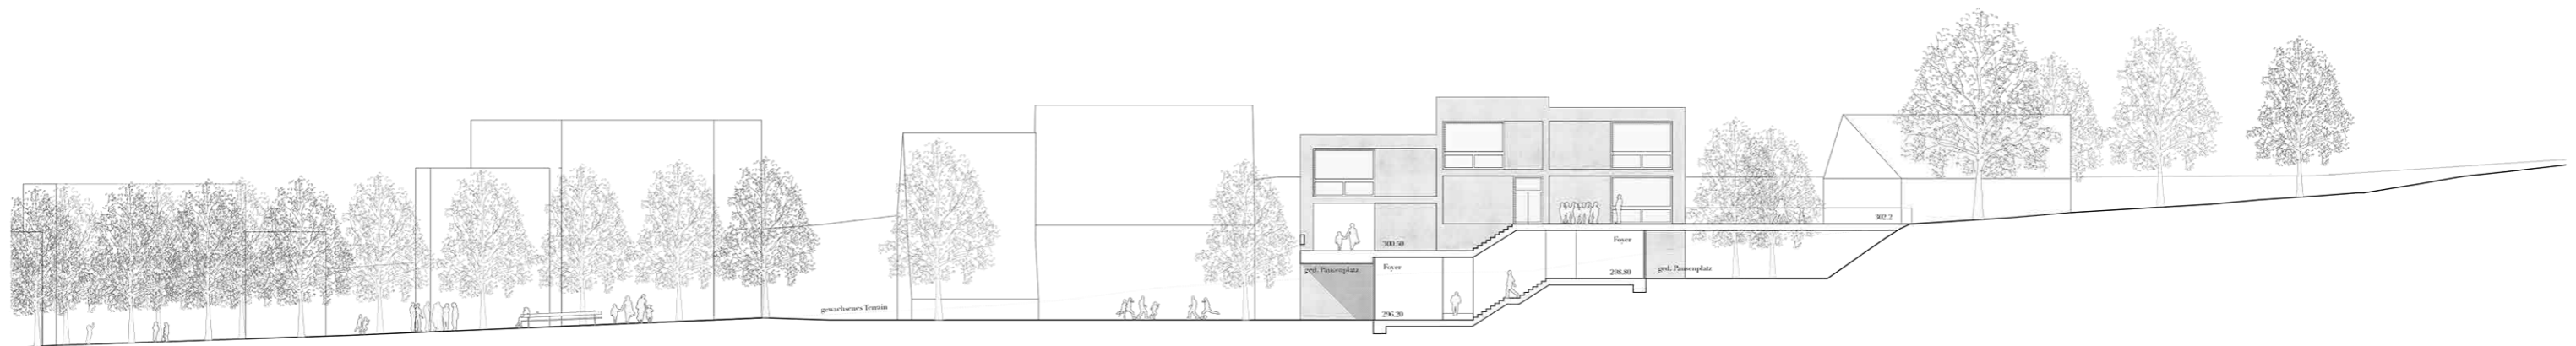 302.2
Foyer
300.50
ged. Pausenplatz
Foyer
298.80
ged. Pausenplatz
gewachsenes Terrain
296.20